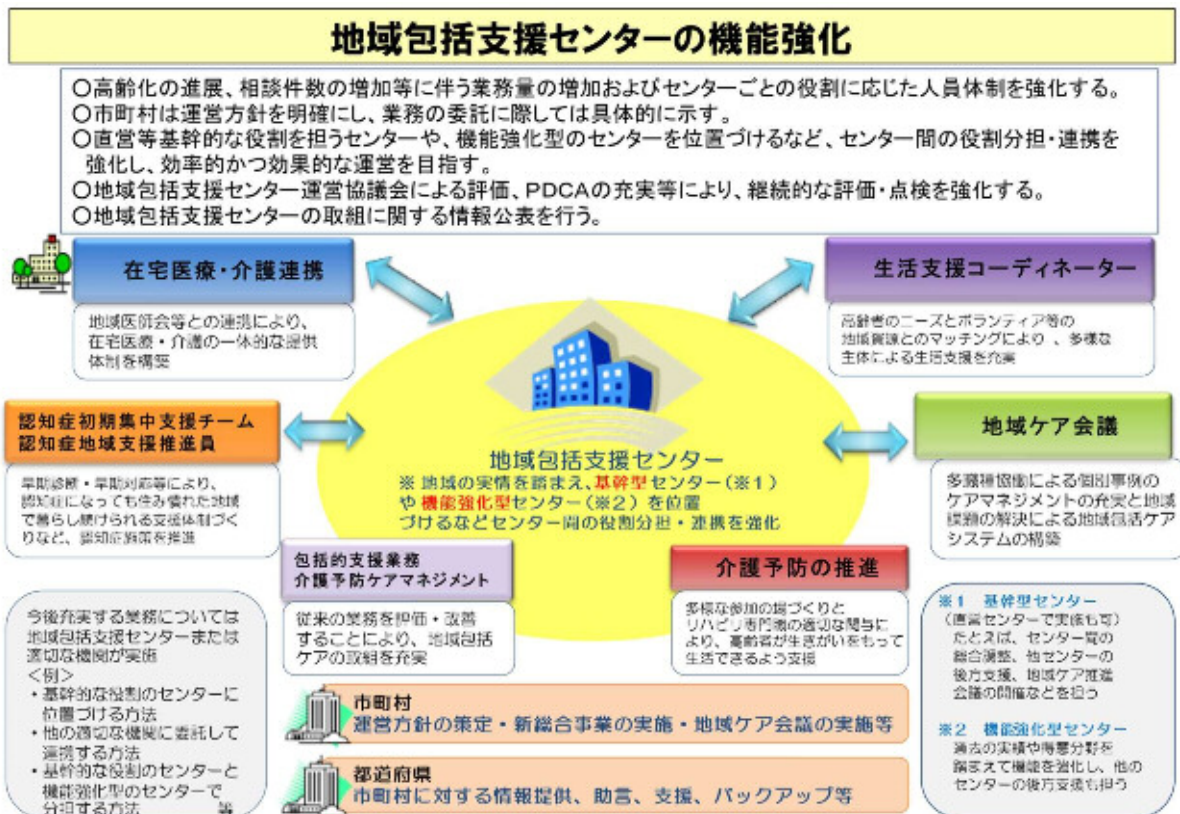 地域包括支援センターの機能強化
〇高齢化の進展、相談件数の増加等に伴う業務量の増加およびセンターごとの役割に応じた人員体制を強化する。
〇市町村は運営方針を明確にし、業務の委託に際しては具体的に示す。
〇直営等基幹的な役割を担うセンターや、機能強化型のセンターを位置づけるなど、センター間の役割分担・連携を
強化し、効率的かつ効果的な運営を目指す。
〇地域包括支援センター運営協議会による評価、PDCAの充実等により、継続的な評価・点検を強化する。
〇地域包括支援センターの取組に関する情報公表を行う。
在宅医療・介護連携
地域医師会等との連携により、
在宅医療・介護の一体的な提供
体制を構築
生活支援コーディネーター
高齢者のニーズとボランティア等の
地域資源とのマッチングにより、多様な
主体による生活支援を充実
認知症初期集中支援チーム
認知症地域支援推進員
早期診断・早期対応等により、
認知症になっても住み慣れた地域
で暮らし続けられる支援体制づく
りなど、認知症施策を推進
地域包括支援センター
※ 地域の実情を踏まえ、基幹型センター(※1)
や機能強化型センター(※2)を位置
づけるなどセンター間の役割分担・連携を強化
地域ケア会議
多職種協働による個別事例の
ケアマネジメントの充実と地域
課題の解決による地域包括ケア
システムの構築
包括的支援業務
介護予防ケアマネジメント
従来の業務を評価・改善
することにより、地域包括
ケアの取組を充実
介護予防の推進
多様な参加の場づくりと
リハビリ専門職の適切な関与に
より、高齢者が生きがいをもって
生活できるよう支援
今後充実する業務については
地域包括支援センターまたは
適切な機関が実施
<例>
・基幹的な役割のセンターに
位置づける方法
・他の適切な機関に委託して
連携する方法
・基幹的な役割のセンターと
機能強化型のセンターで
分担する方法 等
市町村
運営方針の策定・新総合事業の実施・地域ケア会議の実施等
都道府県
市町村に対する情報提供、助言、支援、バックアップ等
※1 基幹型センター
(直営センターで実施も可)
たとえば、センター間の
総合調整、他センターの
後方支援、地域ケア推進
会議の開催などを担う
※2 機能強化型センター
過去の実績や得意分野を
踏まえて機能を強化し、他の
センターの後方支援も担う